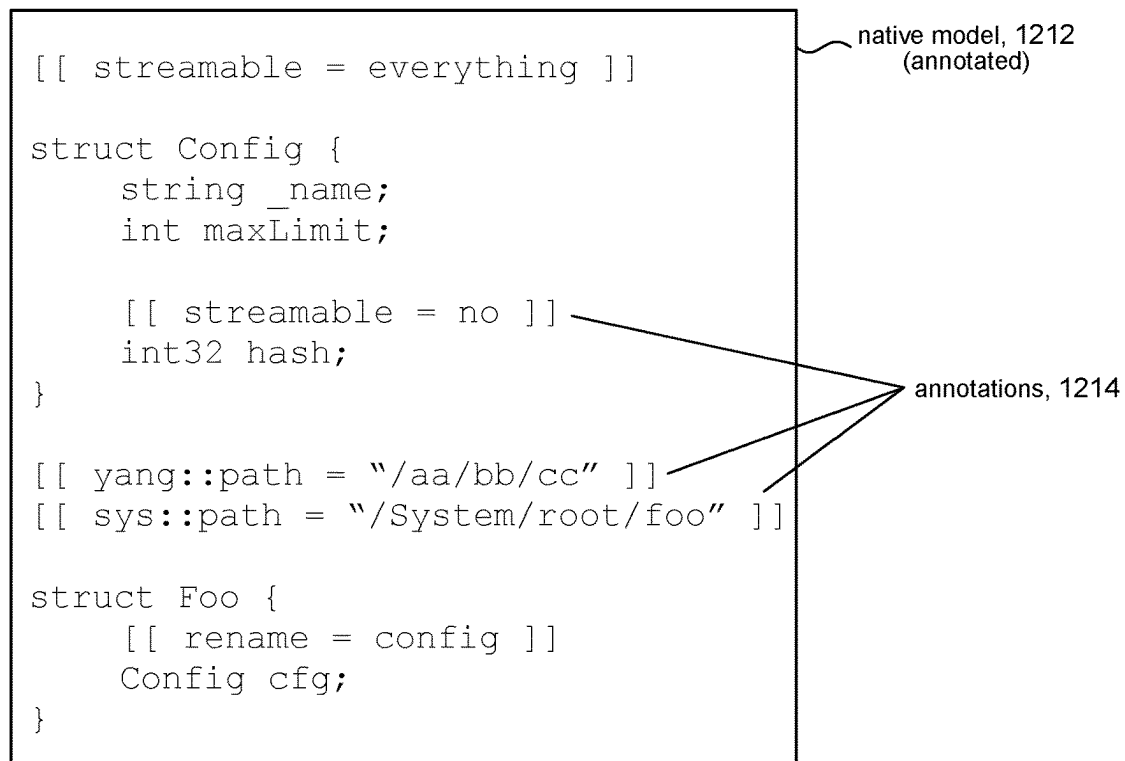 [[ streamable = everything ]]
struct Config {
string _name;
int maxLimit;
[[ streamable = no ]]
int32 hash;
}
[[ yang::path = “/aa/bb/cc” ]]
[[ sys::path = “/System/root/foo” ]]
struct Foo {
[[ rename = config ]]
Config cfg;
}
native model, 1212
(annotated)
annotations, 1214